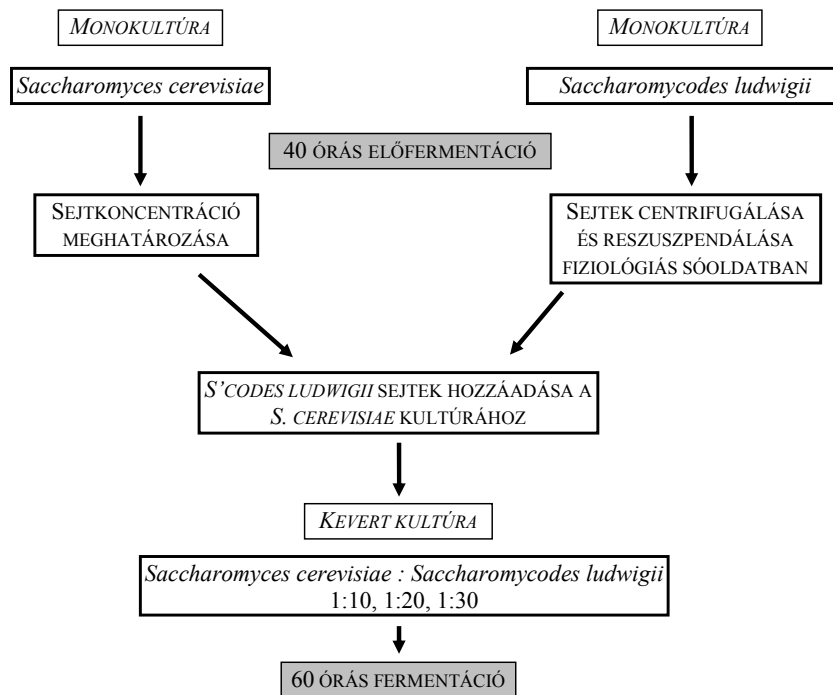 MONOKULTÚRA
MONOKULTÚRA
Saccharomyces cerevisiae
Saccharomycodes ludwigii
40 ÓRÁS ELŐFERMENTÁCIÓ
SEJTKONCENTRÁCIÓ
MEGHATÁROZÁSA
SEJTEK CENTRIFUGÁLÁSA
ÉS RESZUSZPENDÁLÁSA
FIZIOLÓGIÁS SÓOLDATBAN
S’CODES LUDWIGII SEJTEK HOZZÁADÁSA A
S. CEREVISIAE KULTÚRÁHOZ
KEVERT KULTÚRA
Saccharomyces cerevisiae : Saccharomycodes ludwigii
1:10, 1:20, 1:30
60 ÓRÁS FERMENTÁCIÓ